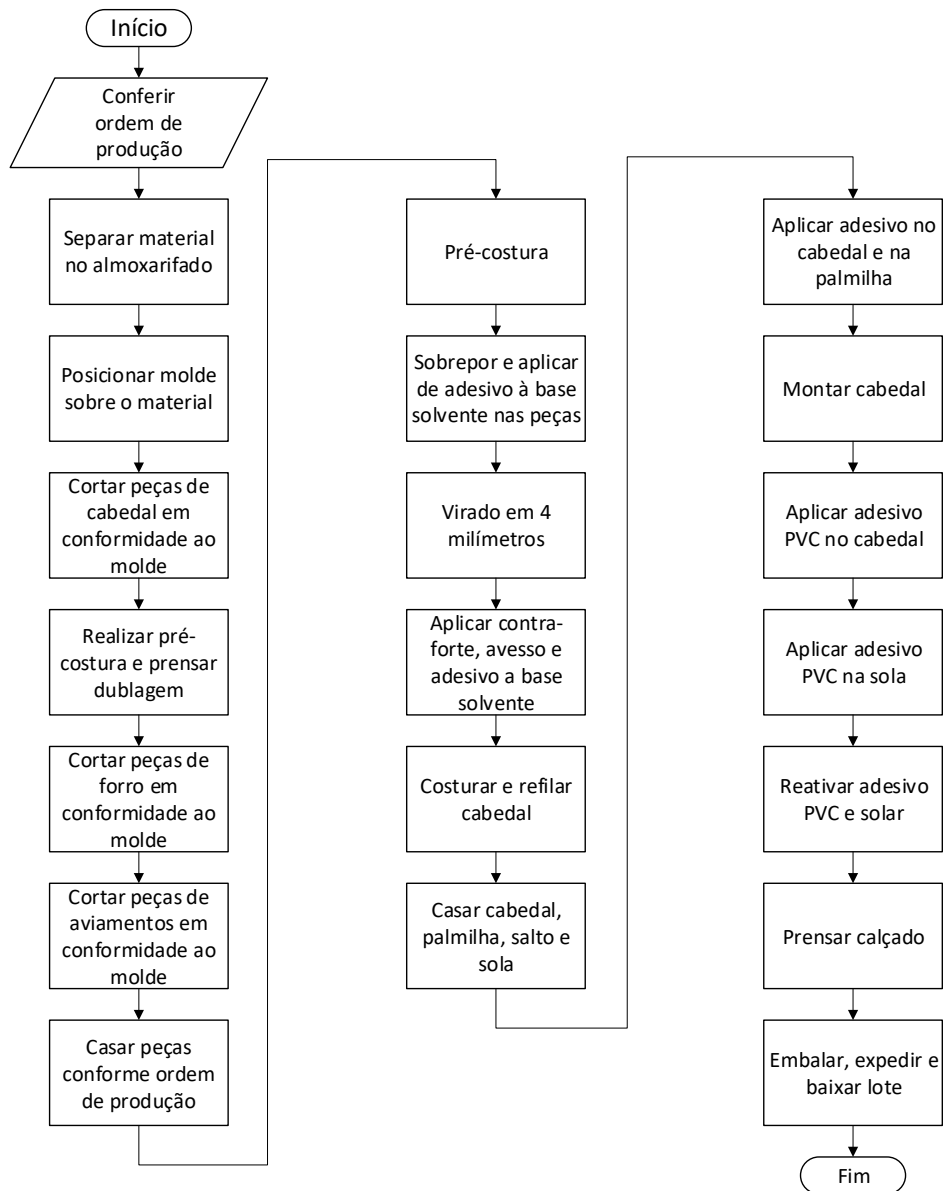 Início
Conferir
ordem de
produção
Separar material
no almoxarifado
Posicionar molde
sobre o material
Cortar peças de
cabedal em
conformidade ao
molde
Realizar pré-
costura e prensar
dublagem
Cortar peças de
forro em
conformidade ao
molde
Cortar peças de
aviamentos em
conformidade ao
molde
Casar peças
conforme ordem
de produção
Pré-costura
Sobrepor e aplicar
de adesivo à base
solvente nas peças
Virado em 4
milímetros
Aplicar contra-
forte, avesso e
adesivo a base
solvente
Costurar e refilar
cabedal
Casar cabedal,
palmilha, salto e
sola
Aplicar adesivo no
cabedal e na
palmilha
Montar cabedal
Aplicar adesivo
PVC no cabedal
Aplicar adesivo
PVC na sola
Reativar adesivo
PVC e solar
Prensar calçado
Embalar, expedir e
baixar lote
Fim